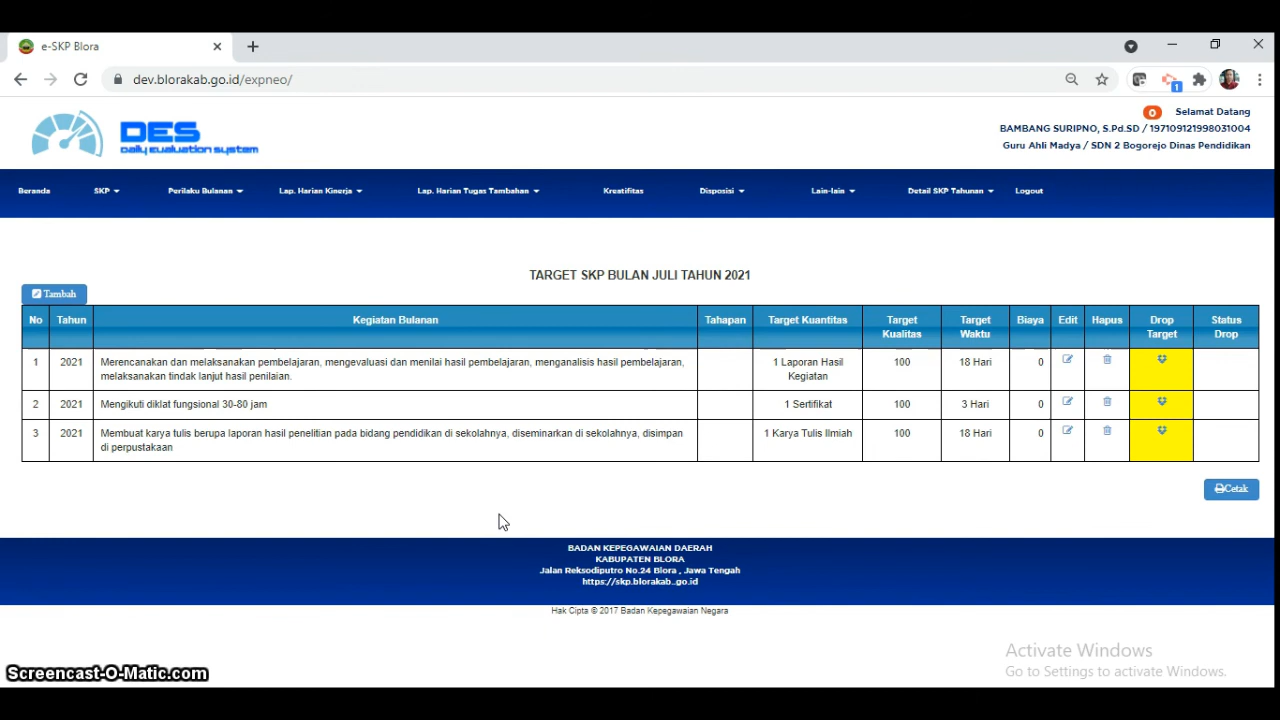 e-SKP Blora
dev.blorakab.go.id/expneo/
1
DES
daily evaluation system
0 Selamat Datang
BAMBANG SURIPNO, S.Pd.SD / 197109121998031004
Guru Ahli Madya / SDN 2 Bogorejo Dinas Pendidikan
Beranda SKP Perilaku Bulanan Lap. Harian Kinerja Lap. Harian Tugas Tambahan Kreatifitas Disposisi Lain-lain Detail SKP Tahunan Logout
TARGET SKP BULAN JULI TAHUN 2021
Tambah
No Tahun Kegiatan Bulanan Tahapan Target Kuantitas Target Kualitas Target Waktu Biaya Edit Hapus Drop Target Status Drop
1 2021 Merencanakan dan melaksanakan pembelajaran, mengevaluasi dan menilai hasil pembelajaran, menganalisis hasil pembelajaran, 1 Laporan Hasil 100 18 Hari 0
melaksanakan tindak lanjut hasil penilaian. Kegiatan
2 2021 Mengikuti diklat fungsional 30-80 jam 1 Sertifikat 100 3 Hari 0
3 2021 Membuat karya tulis berupa laporan hasil penelitian pada bidang pendidikan di sekolahnya, diseminarkan di sekolahnya, disimpan 1 Karya Tulis Ilmiah 100 18 Hari 0
di perpustakaan
Cetak
BADAN KEPEGAWAIAN DAERAH
KABUPATEN BLORA
Jalan Reksodiputro No.24 Blora , Jawa Tengah
https://skp.blorakab.go.id
Hak Cipta © 2017 Badan Kepegawaian Negara
Activate Windows
Go to Settings to activate Windows.
Screencast-O-Matic.com